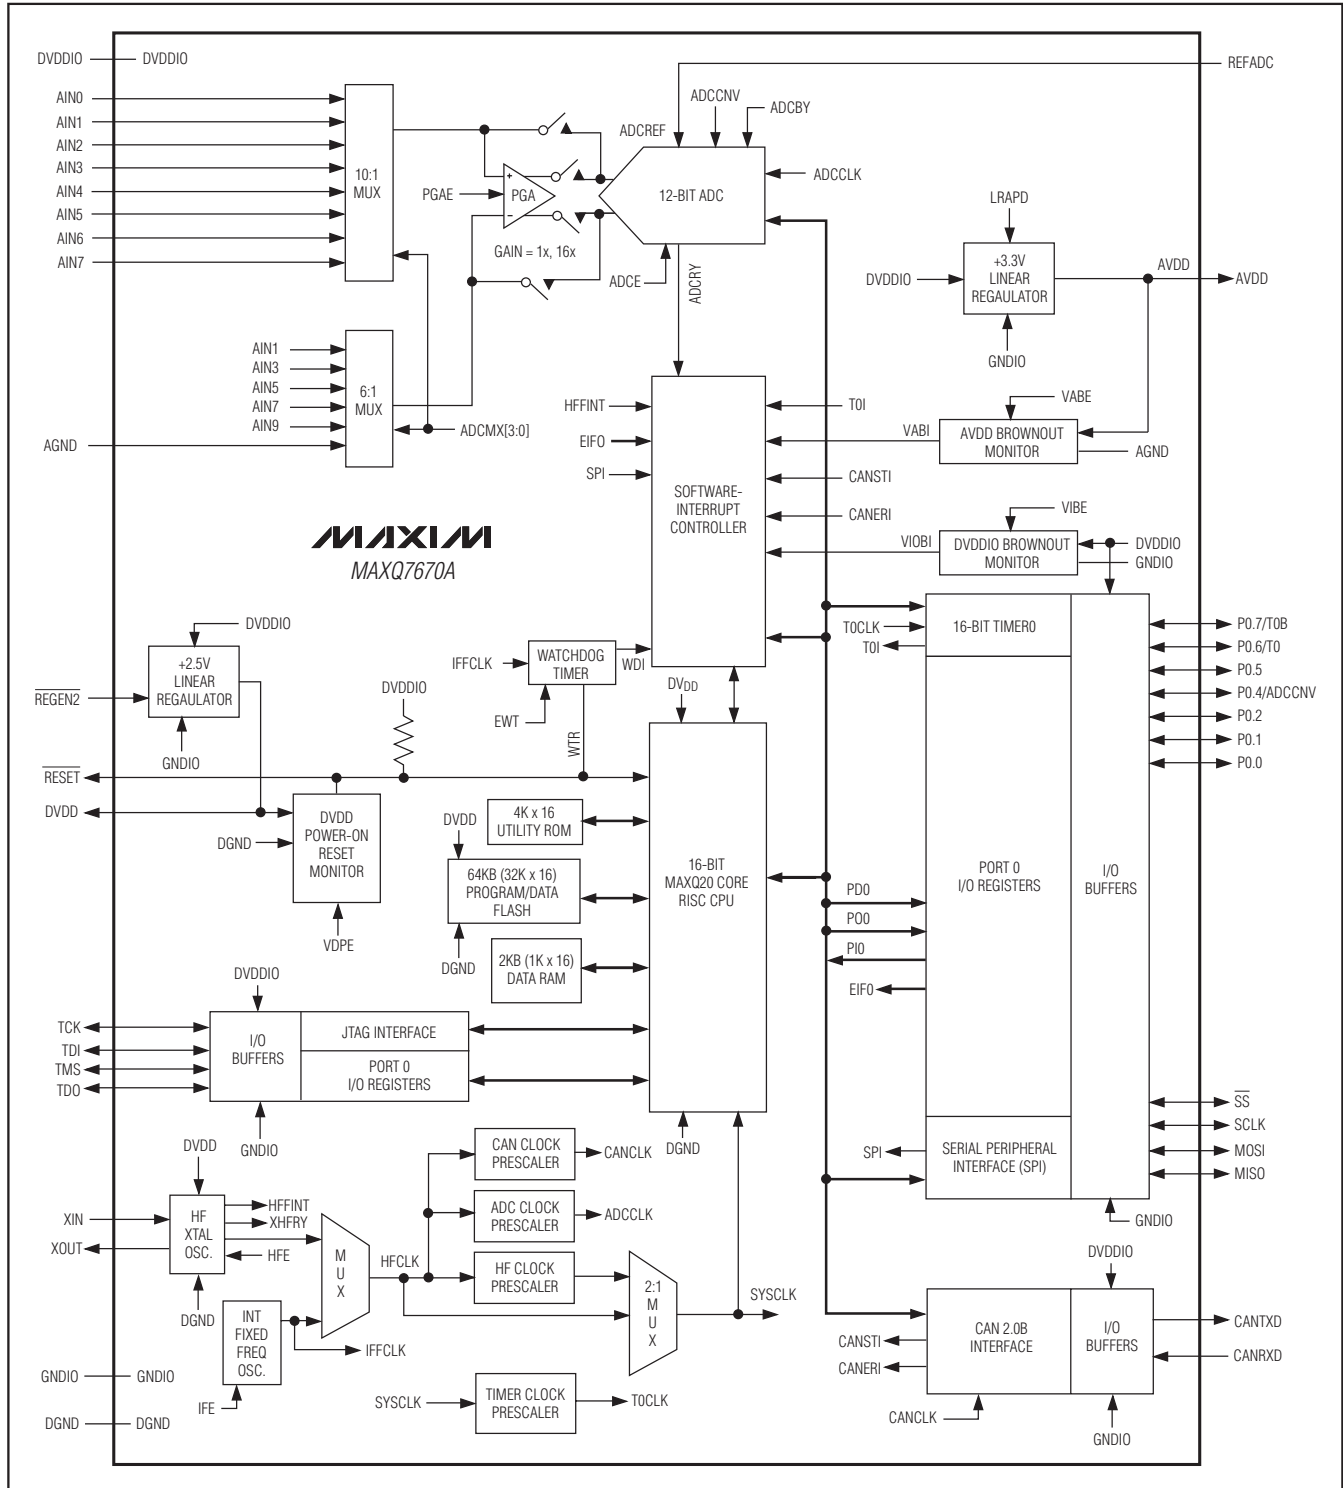 DVDDIO
DVDDIO
REFADC
AIN0
AIN1
AIN2
AIN3
AIN4
AIN5
AIN6
AIN7
10:1
MUX
PGAE
+
PGA
–
GAIN = 1x, 16x
ADCREF
ADCCNV
ADCBY
12-BIT ADC
ADCCLK
ADCE
ADCRY
LRAPD
DVDDIO
+3.3V
LINEAR
REGAULATOR
AVDD
AVDD
GNDIO
AIN1
AIN3
AIN5
AIN7
AIN9
AGND
6:1
MUX
ADCMX[3:0]
HFFINT
EIFO
SPI
SOFTWARE-
INTERRUPT
CONTROLLER
T0I
VABI
CANSTI
CANERI
VIOBI
VABE
AVDD BROWNOUT
MONITOR
AGND
VIBE
DVDDIO BROWNOUT
MONITOR
DVDDIO
GNDIO
MAXIM
MAXQ7670A
DVDDIO
+2.5V
LINEAR
REGAULATOR
REGEN2
GNDIO
DVDDIO
IFFCLK
WATCHDOG
TIMER
WDI
EWT
WTR
DVDD
RESET
DVDD
DGND
DVDD
POWER-ON
RESET
MONITOR
VDPE
4K x 16
UTILITY ROM
DVDD
64KB (32K x 16)
PROGRAM/DATA
FLASH
DGND
2KB (1K x 16)
DATA RAM
16-BIT
MAXQ20 CORE
RISC CPU
DGND
T0CLK
T0I
16-BIT TIMER0
PORT 0
I/O REGISTERS
I/O
BUFFERS
PD0
PO0
PI0
EIF0
SPI
SERIAL PERIPHERAL
INTERFACE (SPI)
P0.7/T0B
P0.6/T0
P0.5
P0.4/ADCCNV
P0.2
P0.1
P0.0
SS
SCLK
MOSI
MISO
GNDIO
DVDDIO
TCK
TDI
TMS
TDO
I/O
BUFFERS
JTAG INTERFACE
PORT 0
I/O REGISTERS
GNDIO
DVDD
XIN
XOUT
HF
XTAL
OSC.
HFFINT
XHFRY
HFE
DGND
INT
FIXED
FREQ
OSC.
IFE
IFFCLK
M
U
X
HFCLK
CAN CLOCK
PRESCALER
CANCLK
ADC CLOCK
PRESCALER
ADCCLK
HF CLOCK
PRESCALER
2:1
M
U
X
SYSCLK
SYSCLK
TIMER CLOCK
PRESCALER
T0CLK
DVDDIO
CAN 2.0B
INTERFACE
I/O
BUFFERS
CANSTI
CANERI
CANCLK
GNDIO
CANTXD
CANRXD
GNDIO
GNDIO
DGND
DGND